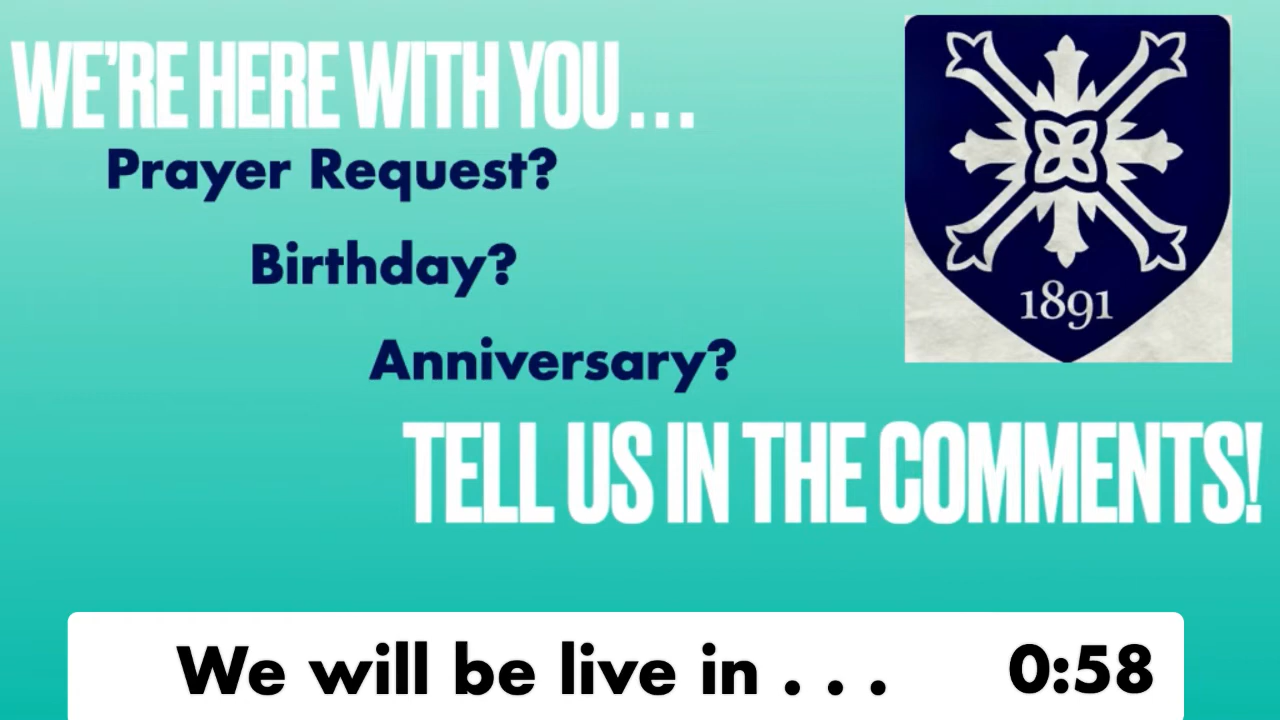 WE'RE HERE WITH YOU . . .
Prayer Request?
Birthday?
Anniversary?
1891
TELL US IN THE COMMENTS!
We will be live in . . . 0:58